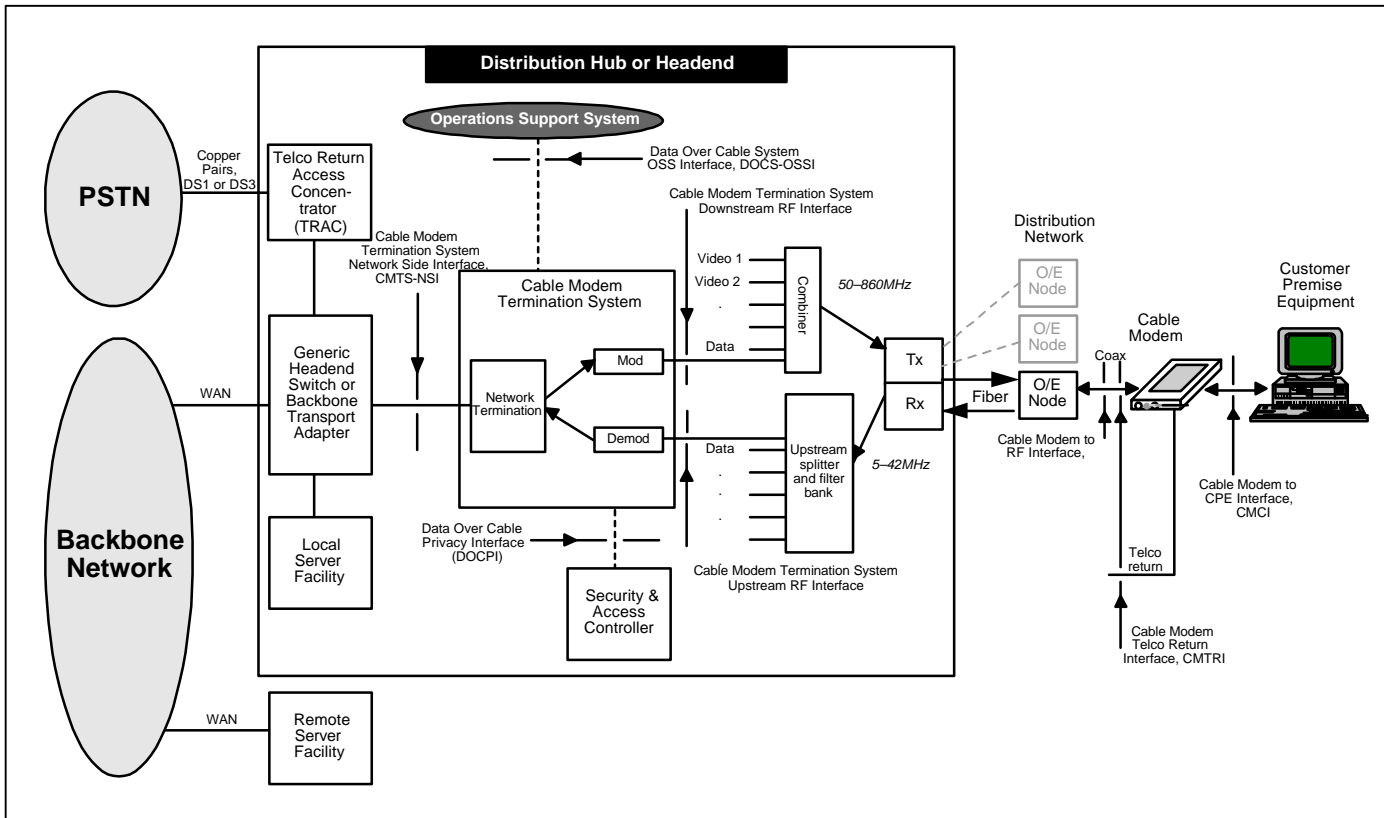 Distribution Hub or Headend
Operations Support System
PSTN
Copper
Pairs,
DS1 or DS3
Telco Return
Access
Concen-
trator
(TRAC)
Data Over Cable System
OSS Interface, DOCS-OSSI
Cable Modem Termination System
Downstream RF Interface
Cable Modem
Termination System
Network Side Interface,
CMTS-NSI
Cable Modem
Termination System
Video 1
Video 2
.
.
Data
Combiner
50–860MHz
Distribution
Network
O/E
Node
O/E
Node
O/E
Node
Cable
Modem
Customer
Premise
Equipment
Coax
Tx
Rx
Fiber
Mod
Network
Termination
Demod
Generic
Headend
Switch or
Backbone
Transport
Adapter
WAN
Data
.
.
.
Upstream
splitter
and filter
bank
5–42MHz
Cable Modem to
RF Interface,
Cable Modem to
CPE Interface,
CMCI
Backbone
Network
Local
Server
Facility
Data Over Cable
Privacy Interface
(DOCPI)
Cable Modem Termination System
Upstream RF Interface
Telco
return
Security &
Access
Controller
Cable Modem
Telco Return
Interface, CMTRI
WAN
Remote
Server
Facility